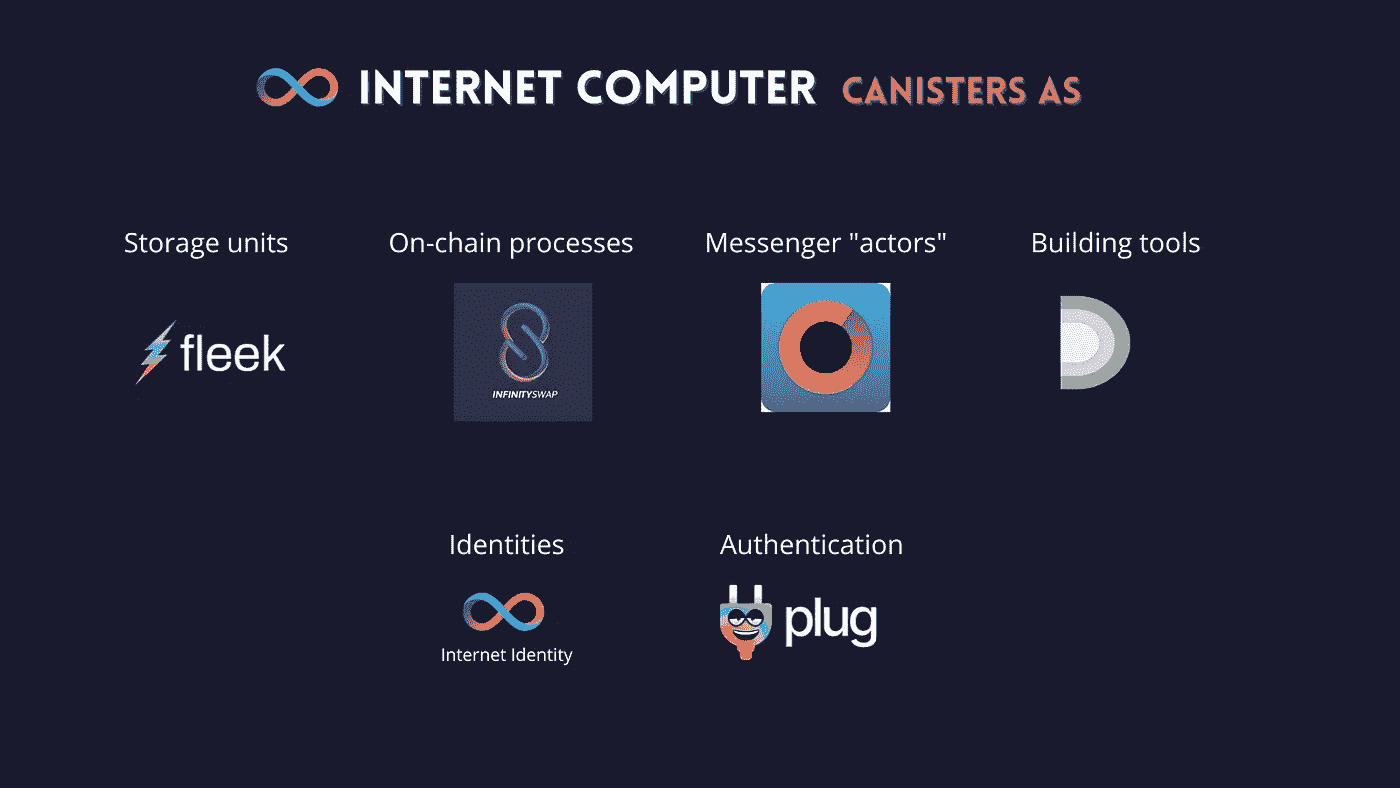 INTERNET COMPUTER CANISTERS AS
Storage units
On-chain processes
Messenger "actors"
Building tools
fleek
INFINITYSWAP
Identities
Authentication
Internet Identity
plug